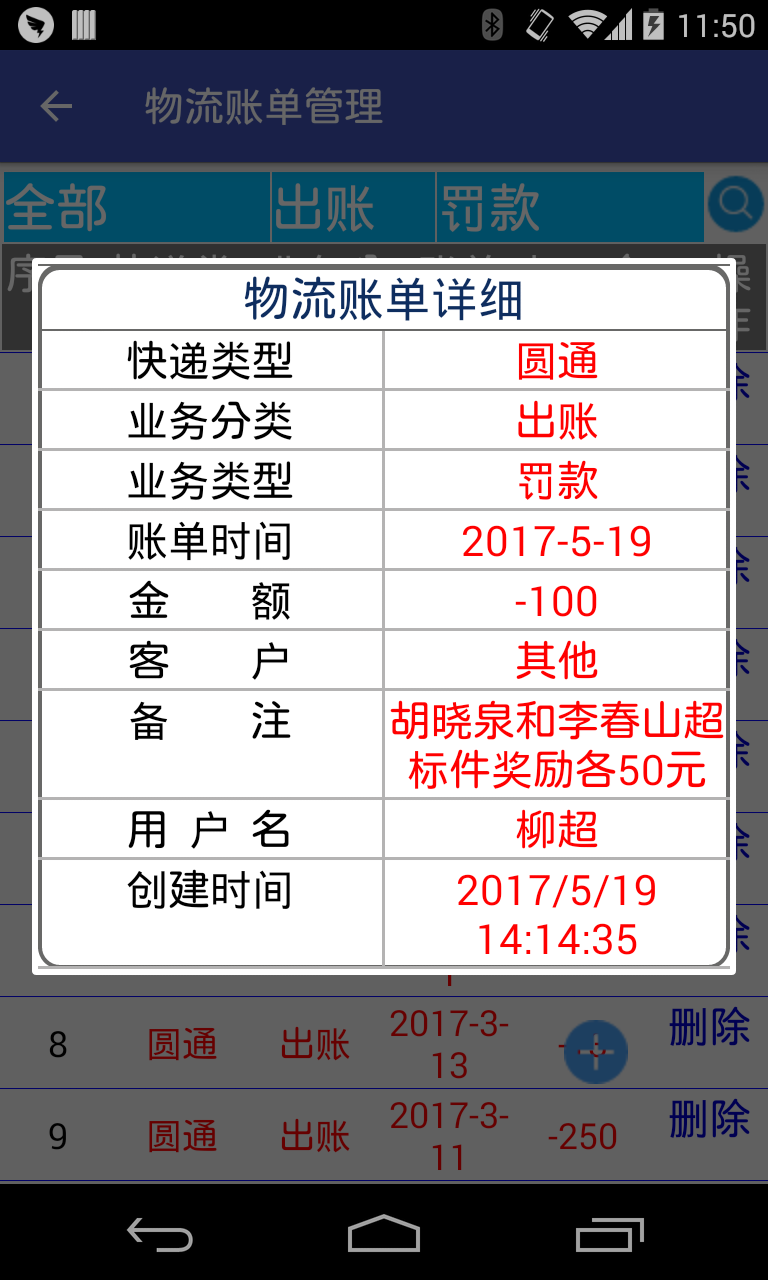 11:50
物流账单管理
全部 出账 罚款
物流账单详细
快递类型 圆通
业务分类 出账
业务类型 罚款
账单时间 2017-5-19
金 额 -100
客 户 其他
备 注 胡晓泉和李春山超
标件奖励各50元
用 户 名 柳超
创建时间 2017/5/19
14:14:35
8 圆通 出账 2017-3-
13 删除
9 圆通 出账 2017-3-
11 -250 删除